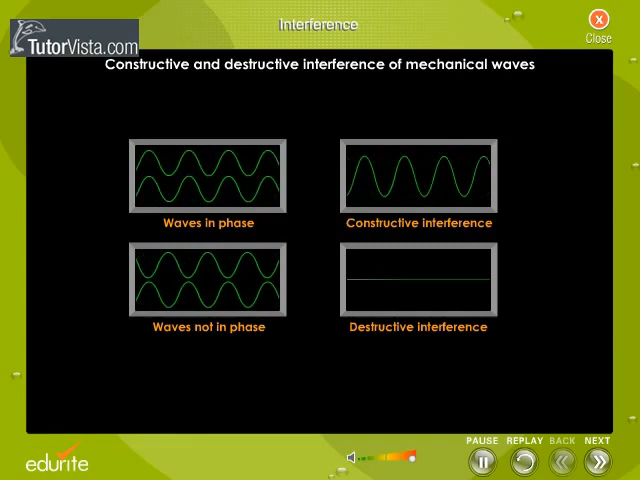 Interference
TutorVista.com
Close
Constructive and destructive interference of mechanical waves
Waves in phase
Constructive interference
Waves not in phase
Destructive interference
PAUSE REPLAY BACK NEXT
edurite